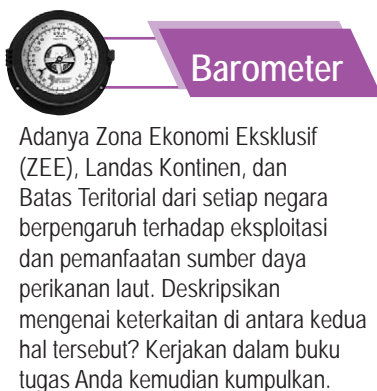 Barometer
Adanya Zona Ekonomi Eksklusif
(ZEE), Landas Kontinen, dan
Batas Teritorial dari setiap negara
berpengaruh terhadap eksploitasi
dan pemanfaatan sumber daya
perikanan laut. Deskripsikan
mengenai keterkaitan di antara kedua
hal tersebut? Kerjakan dalam buku
tugas Anda kemudian kumpulkan.